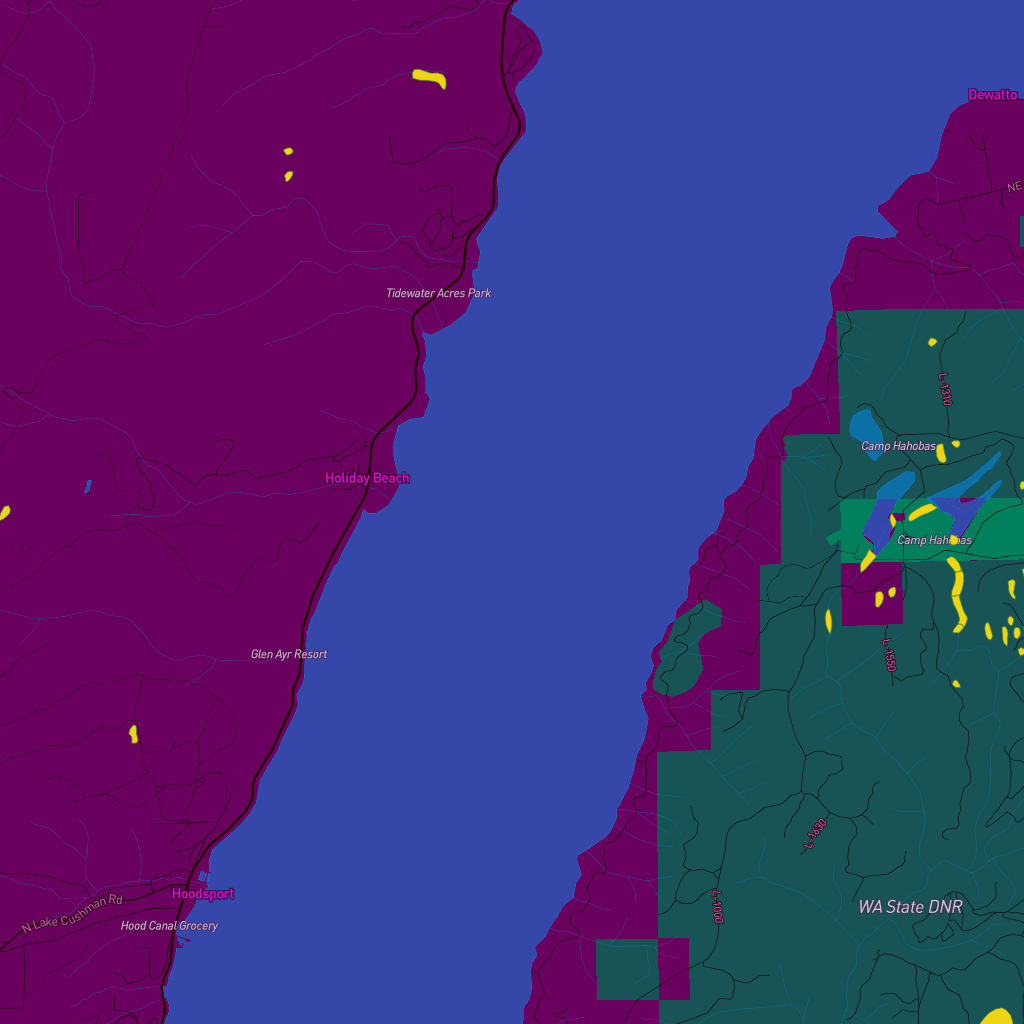 Dewatto
NE
Tidewater Acres Park
L-1310
Camp Hahobas
Holiday Beach
Camp Hahobas
Glen Ayr Resort
L-1550
L-1630
Hoodsport
N Lake Cushman Rd
L-1000
WA State DNR
Hood Canal Grocery